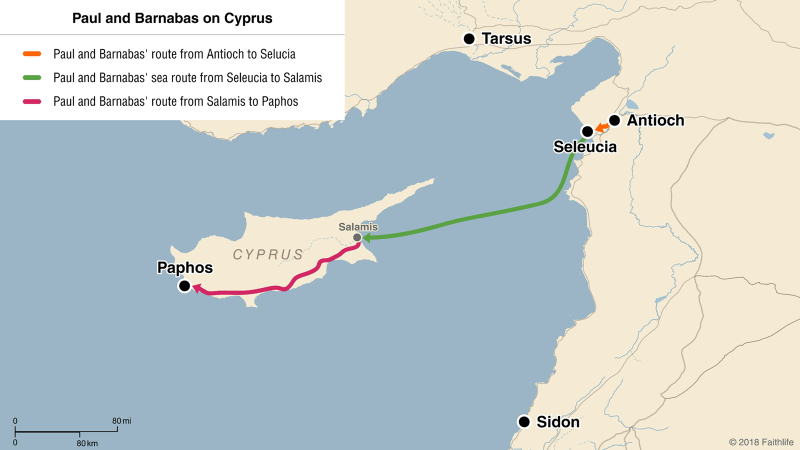 Paul and Barnabas on Cyprus
Paul and Barnabas' route from Antioch to Selucia
Paul and Barnabas' sea route from Seleucia to Salamis
Paul and Barnabas' route from Salamis to Paphos
Tarsus
Antioch
Seleucia
Salamis
CYPRUS
Paphos
Sidon
0 80 mi
0 80 km
© 2018 Faithlife